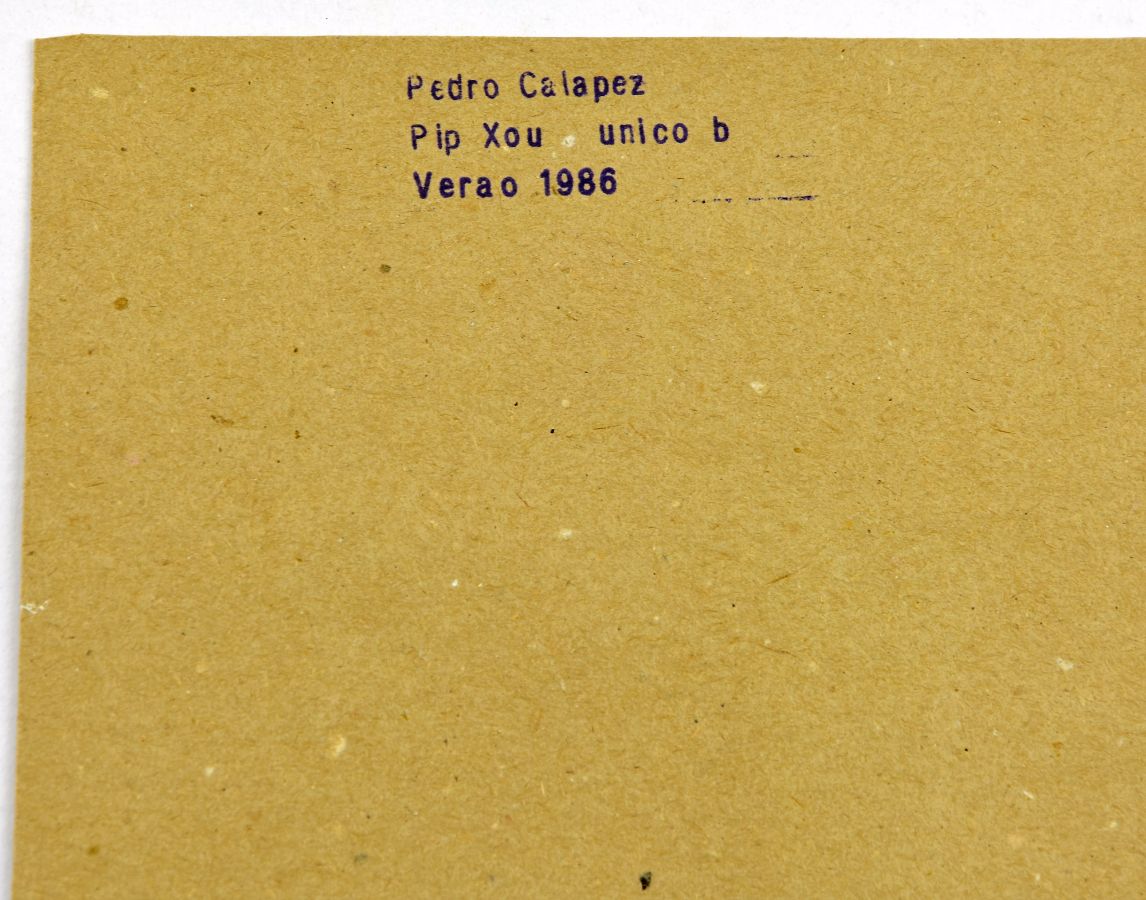 Pedro Calapez
Pip Xou unico b
Verao 1986